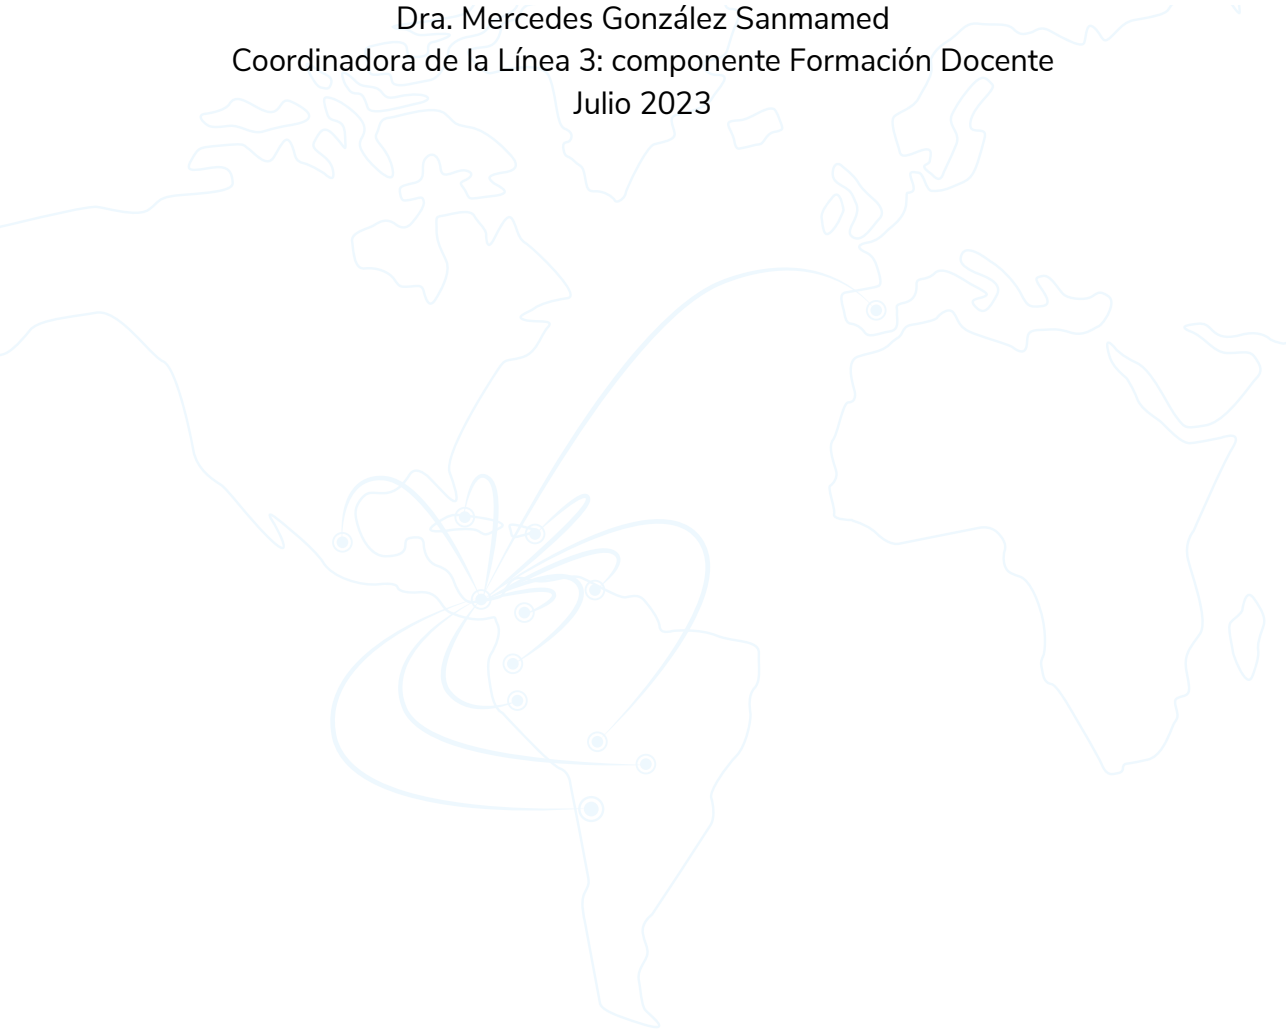 Dra. Mercedes González Sanmamed
Coordinadora de la Línea 3: componente Formación Docente
Julio 2023